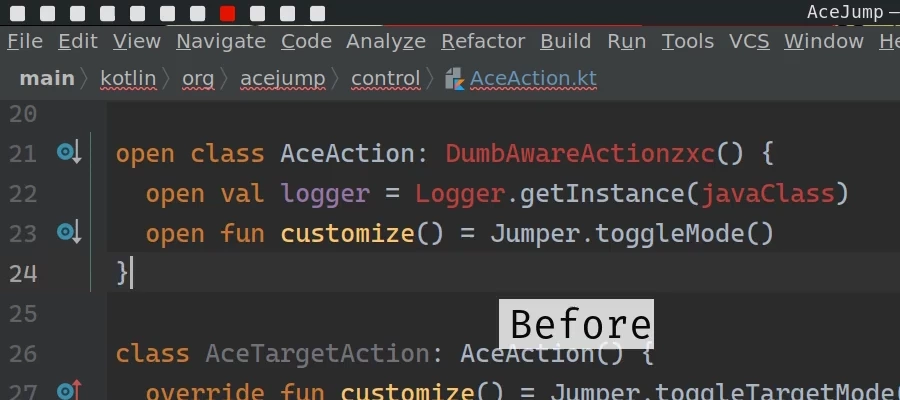 AceJump –
File Edit View Navigate Code Analyze Refactor Build Run Tools VCS Window He
main 〉 kotlin 〉 org 〉 acejump 〉 control 〉 AceAction.kt
20
21 open class AceAction: DumbAwareActionzxc() {
22 open val logger = Logger.getInstance(javaClass)
23 open fun customize() = Jumper.toggleMode()
24 }
25
Before
26 class AceTargetAction: AceAction() {
27 override fun customize() = Jumper.toggleTargetMode(